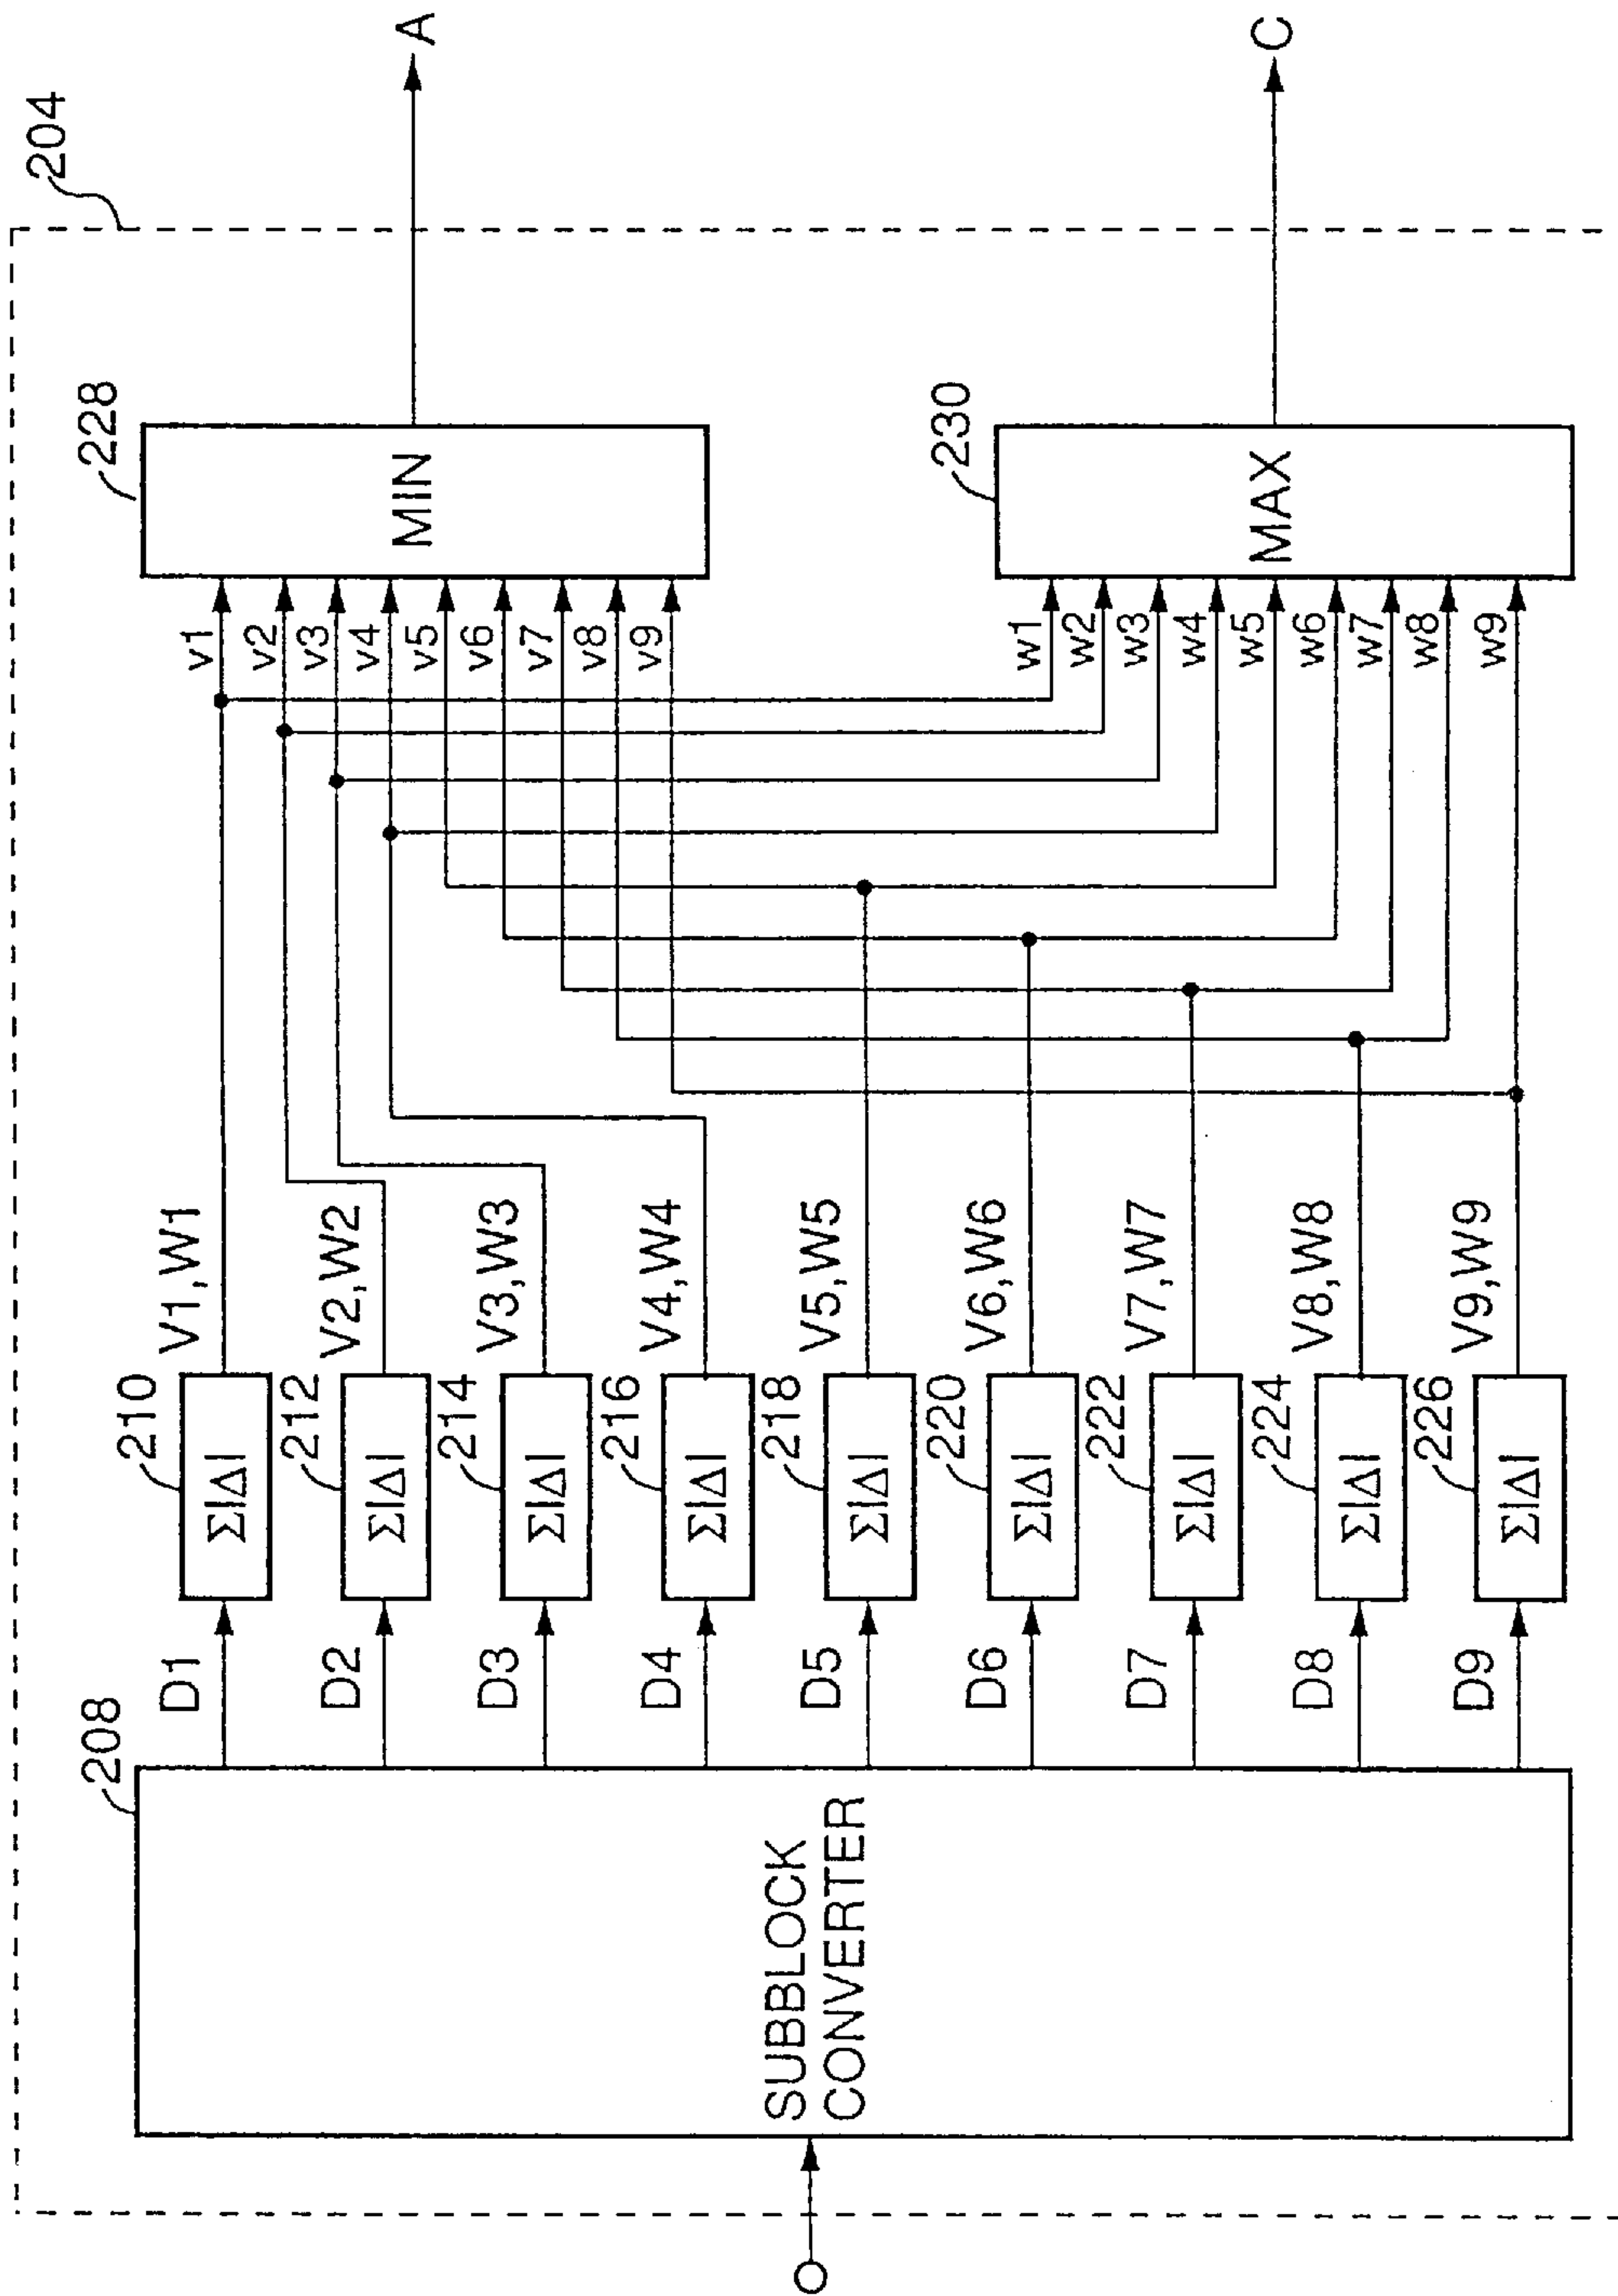 204
208
SUBBLOCK
CONVERTER
D1
D2
D3
D4
D5
D6
D7
D8
D9
210
Σ|Δ|
212
Σ|Δ|
214
Σ|Δ|
216
Σ|Δ|
218
Σ|Δ|
220
Σ|Δ|
222
Σ|Δ|
224
Σ|Δ|
226
Σ|Δ|
V1,W1
V2,W2
V3,W3
V4,W4
V5,W5
V6,W6
V7,W7
V8,W8
V9,W9
v1
v2
v3
v4
v5
v6
v7
v8
v9
w1
w2
w3
w4
w5
w6
w7
w8
w9
228
MIN
230
MAX
A
C